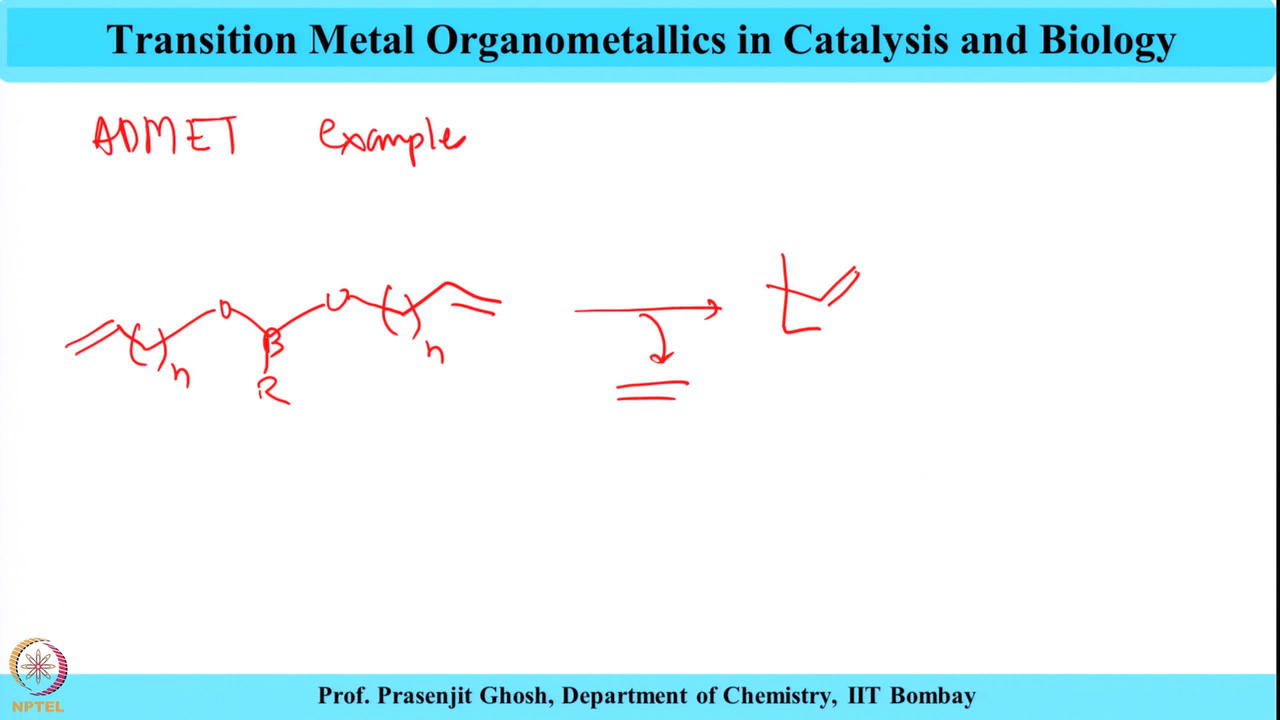 Transition Metal Organometallics in Catalysis and Biology
ADMET example
O O
B
R
n n
Prof. Prasenjit Ghosh, Department of Chemistry, IIT Bombay
NPTEL